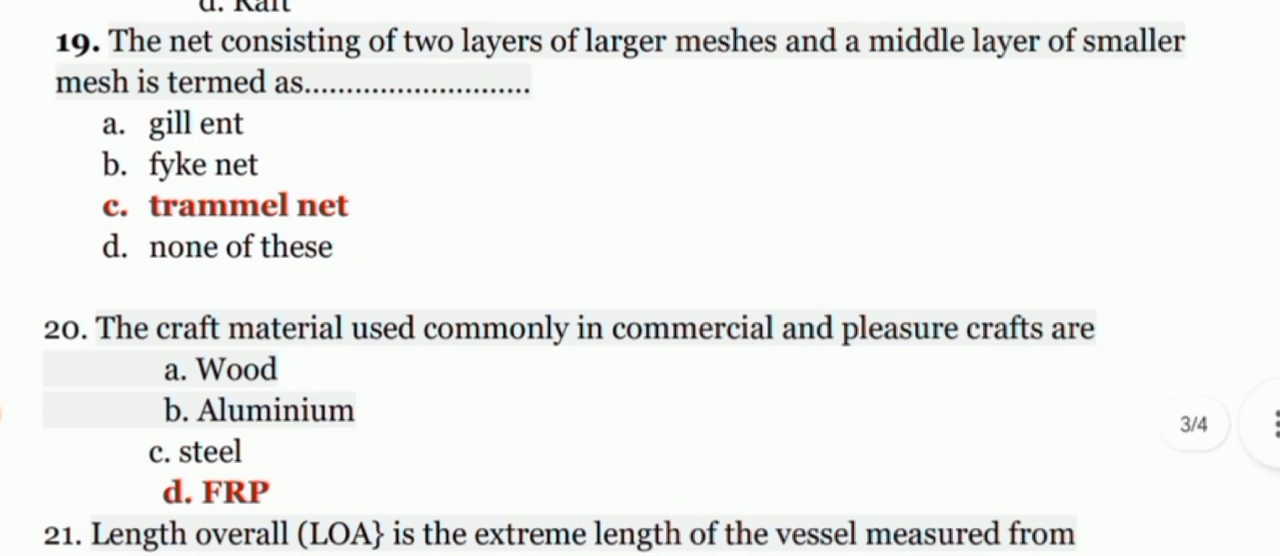 d. Raft
19. The net consisting of two layers of larger meshes and a middle layer of smaller
mesh is termed as...........................
a. gill ent
b. fyke net
c. trammel net
d. none of these
20. The craft material used commonly in commercial and pleasure crafts are
a. Wood
b. Aluminium
3/4
c. steel
d. FRP
21. Length overall (LOA} is the extreme length of the vessel measured from